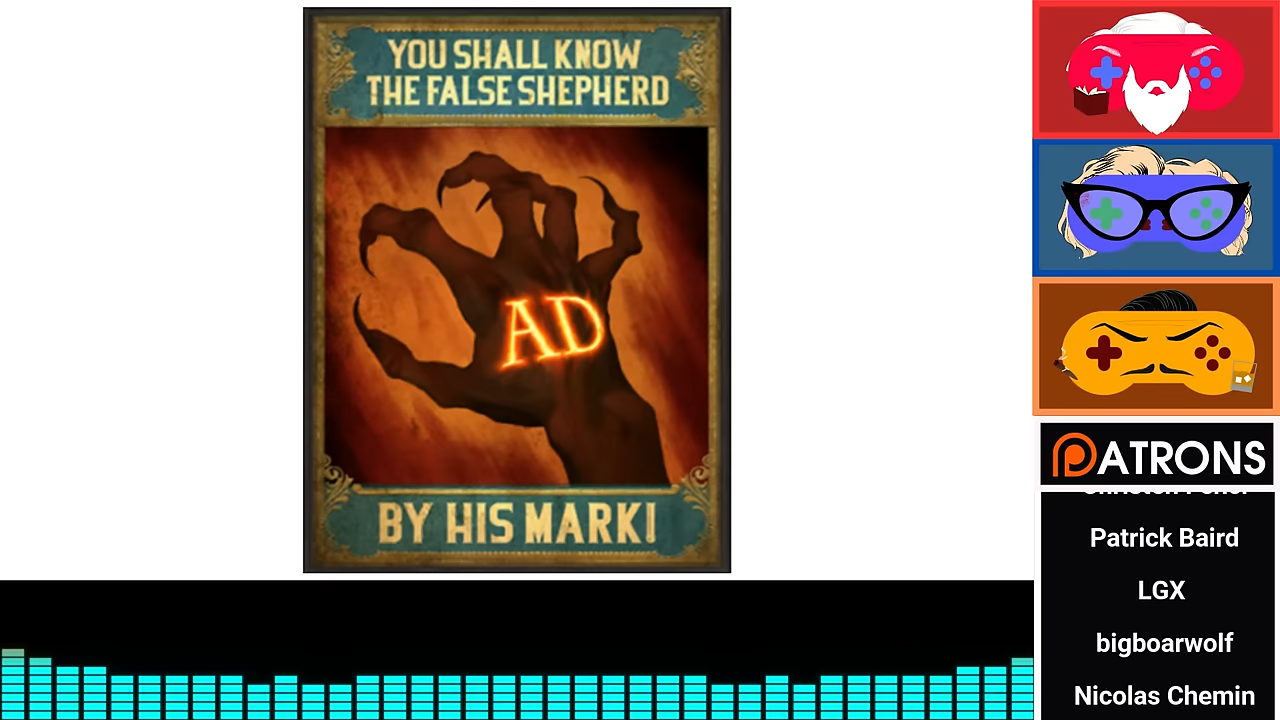 YOU SHALL KNOW
THE FALSE SHEPHERD
AD
BY HIS MARK!
PATRONS
Patrick Baird
LGX
bigboarwolf
Nicolas Chemin